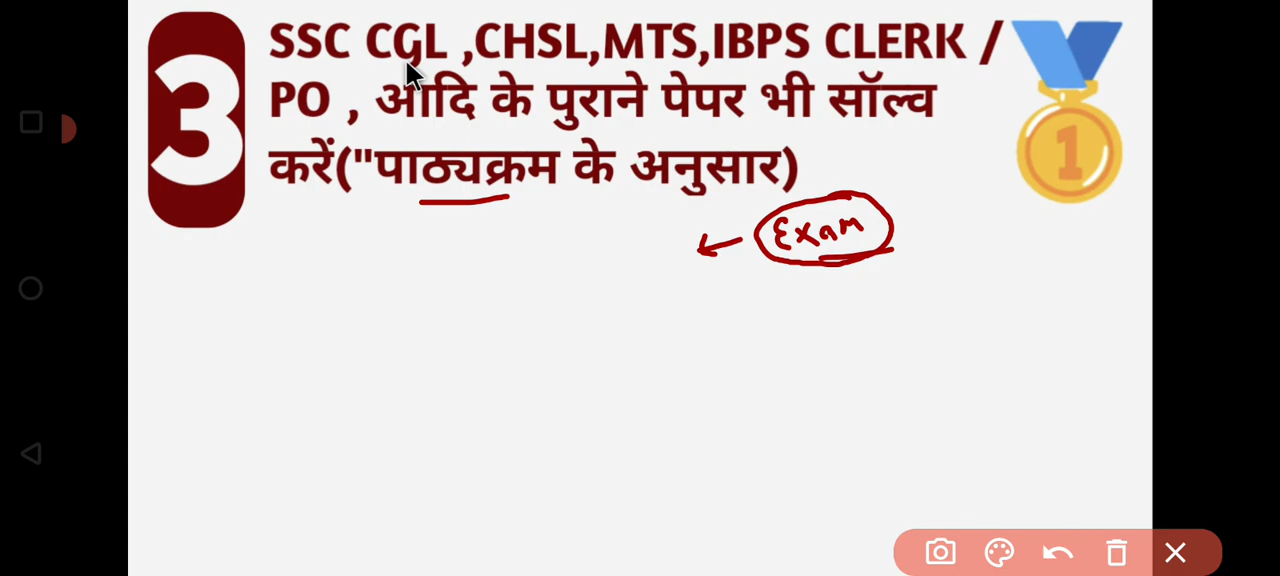 3
SSC CGL ,CHSL,MTS,IBPS CLERK /
PO , आदि के पुराने पेपर भी सॉल्व
करें("पाठ्यक्रम के अनुसार)
1
Exam